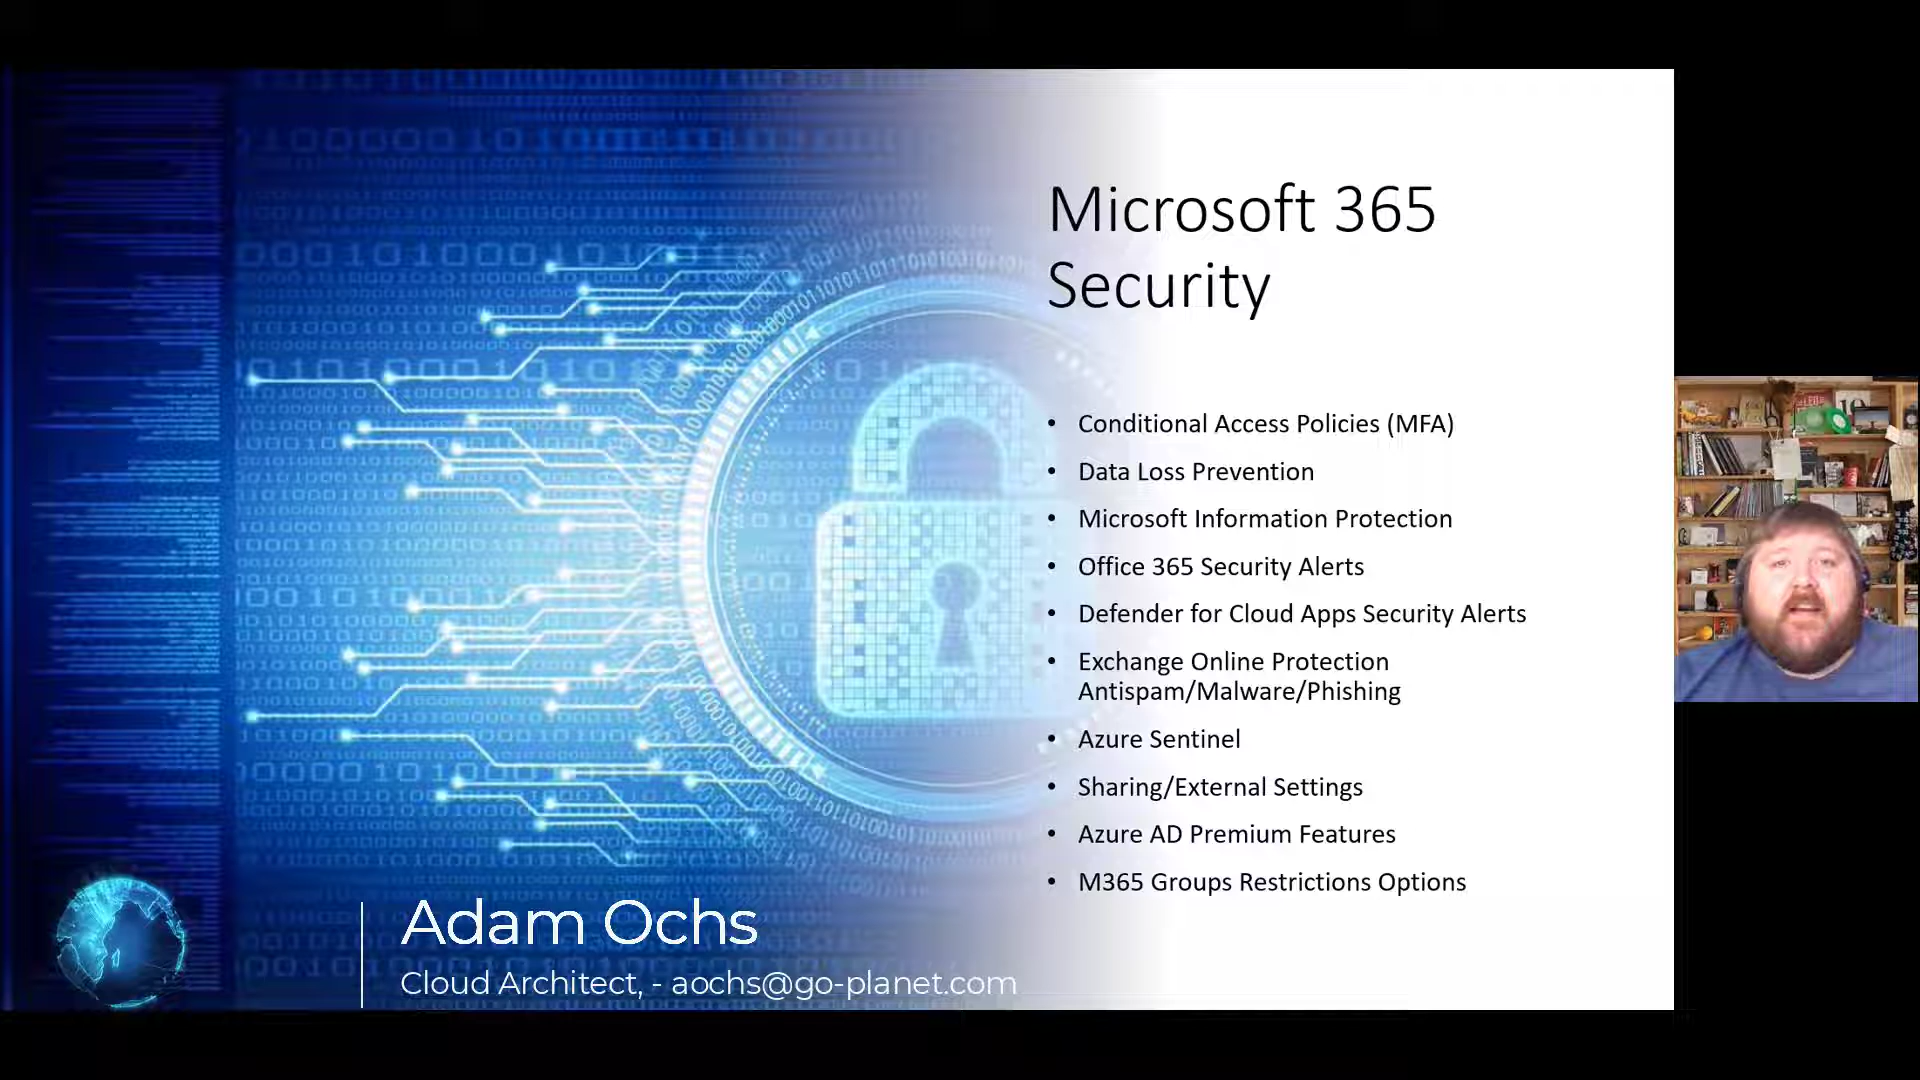 Microsoft 365
Security
• Conditional Access Policies (MFA)
• Data Loss Prevention
• Microsoft Information Protection
• Office 365 Security Alerts
• Defender for Cloud Apps Security Alerts
• Exchange Online Protection
Antispam/Malware/Phishing
• Azure Sentinel
• Sharing/External Settings
• Azure AD Premium Features
• M365 Groups Restrictions Options
Adam Ochs
Cloud Architect, - aochs@go-planet.com